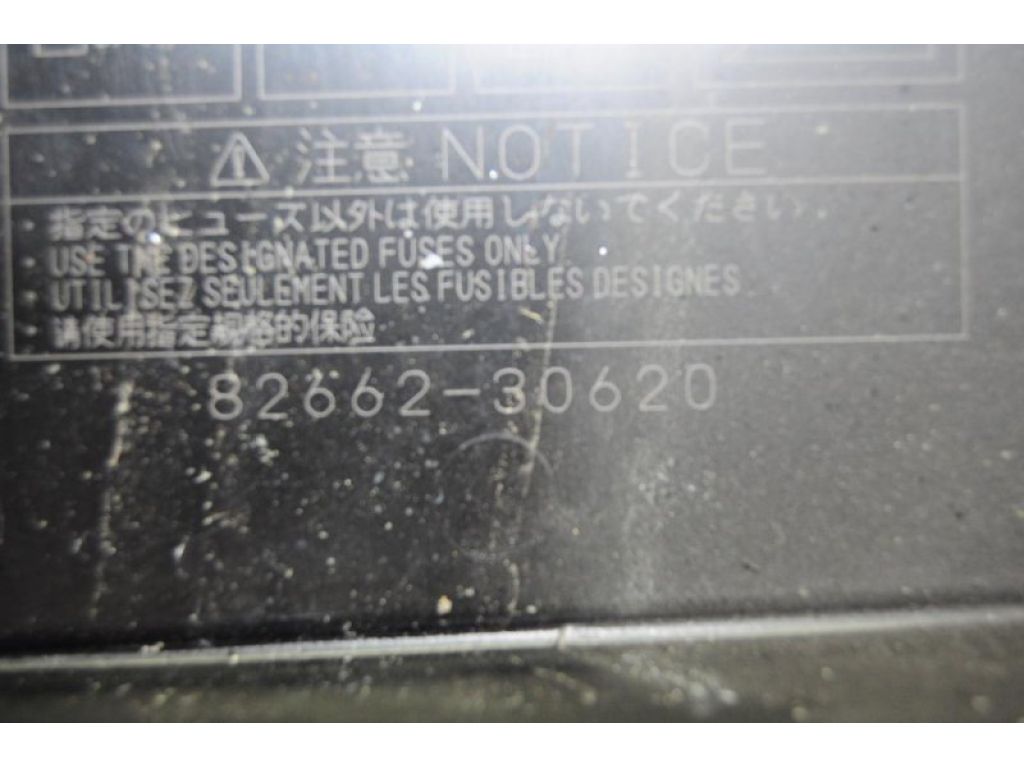 ⚠ 注意 NOTICE
・指定のヒューズ以外は使用しないでください。
・USE THE DESIGNATED FUSES ONLY
・UTILISEZ SEULEMENT LES FUSIBLES DESIGNES
・请使用指定规格的保险
82662-30620